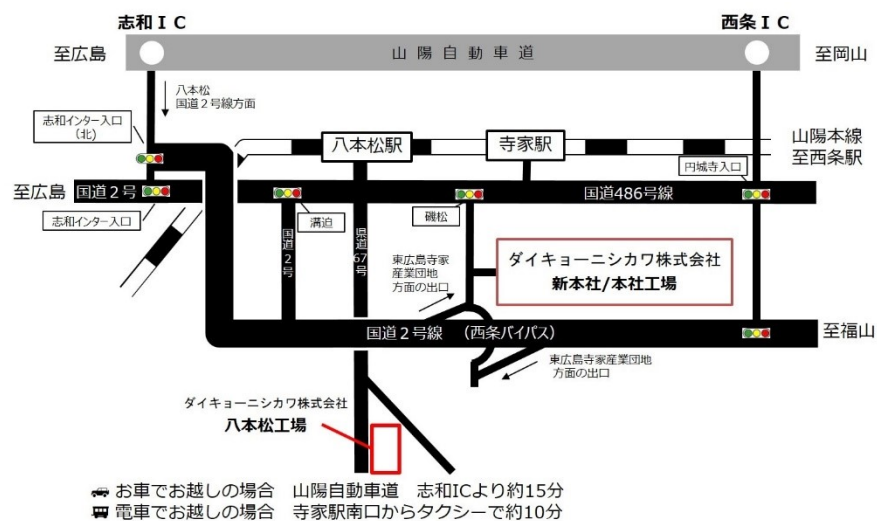 志和ＩＣ
西条ＩＣ
至広島
山陽自動車道
至岡山
八本松
国道２号線方面
志和インター入口
（北）
八本松駅
寺家駅
山陽本線
至西条駅
円城寺入口
至広島
国道２号
国道486号線
志和インター入口
溝迫
磯松
国道２号
県道67号
東広島寺家
産業団地
方面の出口
ダイキョーニシカワ株式会社
新本社/本社工場
国道２号線　（西条バイパス）
至福山
東広島寺家産業団地
方面の出口
ダイキョーニシカワ株式会社
八本松工場
お車でお越しの場合　山陽自動車道　志和ICより約15分
電車でお越しの場合　寺家駅南口からタクシーで約10分